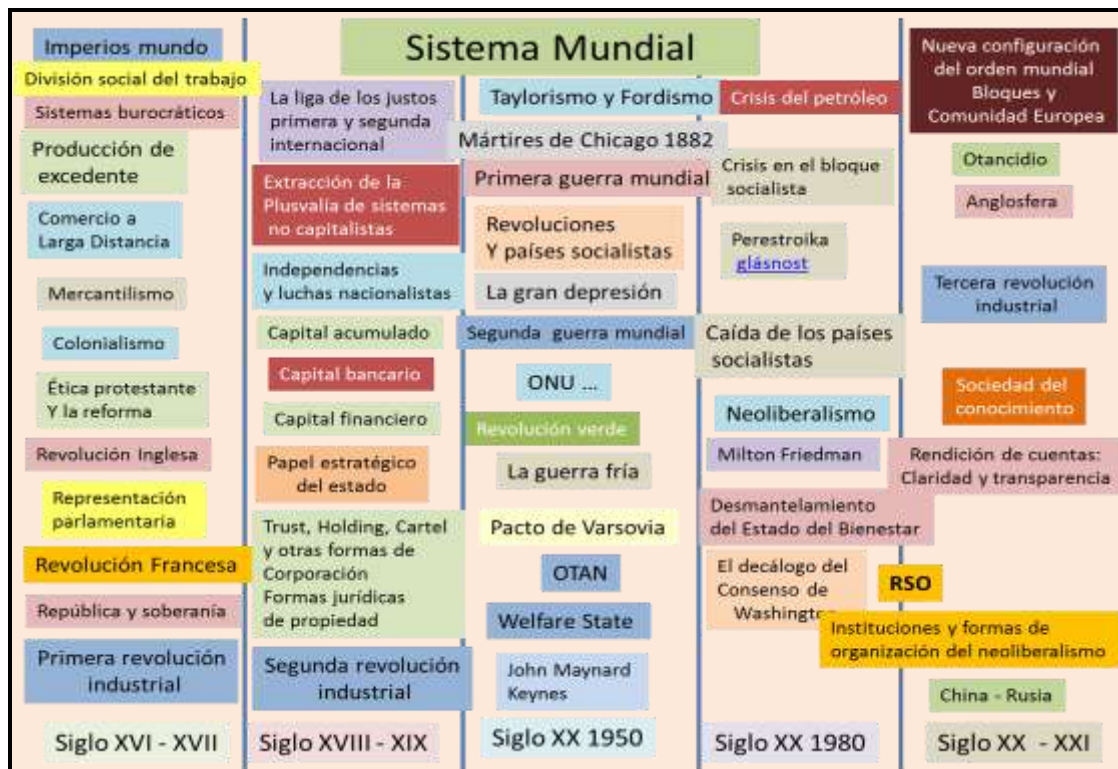 Sistema Mundial
Imperios mundo
División social del trabajo
Sistemas burocráticos
Producción de
excedente
Comercio a
Larga Distancia
Mercantilismo
Colonialismo
Ética protestante
Y la reforma
Revolución Inglesa
Representación
parlamentaria
Revolución Francesa
República y soberanía
Primera revolución
industrial
Siglo XVI - XVII
La liga de los justos
primera y segunda
internacional
Extracción de la
Plusvalía de sistemas
no capitalistas
Independencias
y luchas nacionalistas
Capital acumulado
Capital bancario
Capital financiero
Papel estratégico
del estado
Trust, Holding, Cartel
y otras formas de
Corporación
Formas jurídicas
de propiedad
Segunda revolución
industrial
Siglo XVIII - XIX
Taylorismo y Fordismo
Mártires de Chicago 1882
Primera guerra mundial
Revoluciones
Y países socialistas
La gran depresión
Segunda guerra mundial
ONU ...
Revolución verde
La guerra fría
Pacto de Varsovia
OTAN
Welfare State
John Maynard
Keynes
Siglo XX 1950
Crisis del petróleo
Crisis en el bloque
socialista
Perestroika
glásnost
Caída de los países
socialistas
Neoliberalismo
Milton Friedman
Desmantelamiento
del Estado del Bienestar
El decálogo del
Consenso de
Washington
RSO
Instituciones y formas de
organización del neoliberalismo
Siglo XX 1980
Nueva configuración
del orden mundial
Bloques y
Comunidad Europea
Otancidio
Anglosfera
Tercera revolución
industrial
Sociedad del
conocimiento
Rendición de cuentas:
Claridad y transparencia
China - Rusia
Siglo XX - XXI